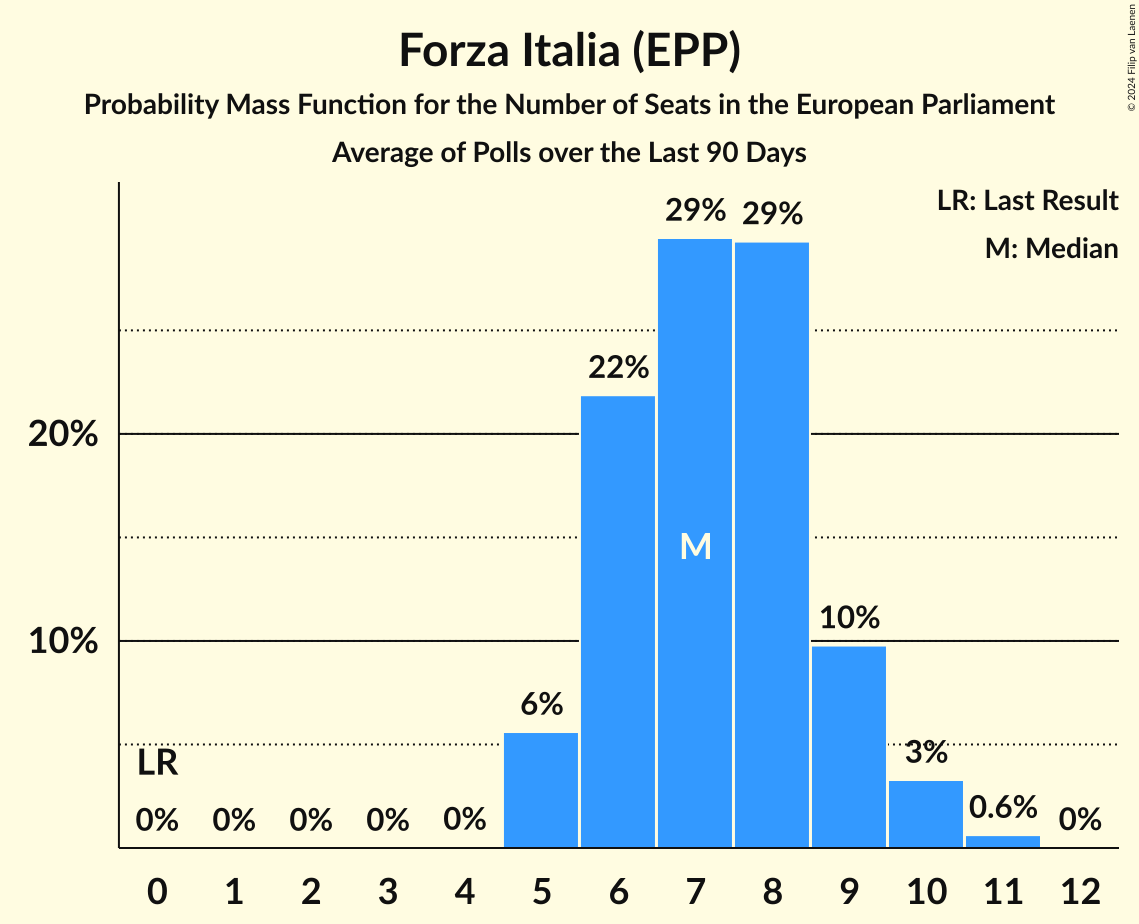 Forza Italia (EPP)
Probability Mass Function for the Number of Seats in the European Parliament
Average of Polls over the Last 90 Days
© 2024 Filip van Laenen
LR: Last Result
M: Median
29%
29%
22%
20%
M
10%
10%
6%
3%
LR
0%
0%
0%
0%
0%
0.6%
0%
0 1 2 3 4 5 6 7 8 9 10 11 12